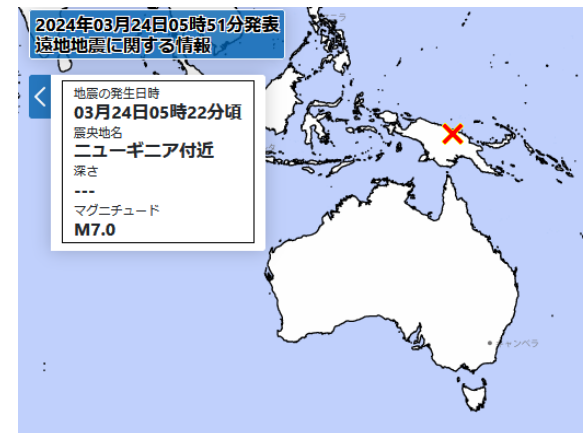 2024年03月24日05時51分発表
遠地地震に関する情報
地震の発生日時
03月24日05時22分頃
震央地名
ニューギニア付近
深さ
---
マグニチュード
M7.0
キャンベラ